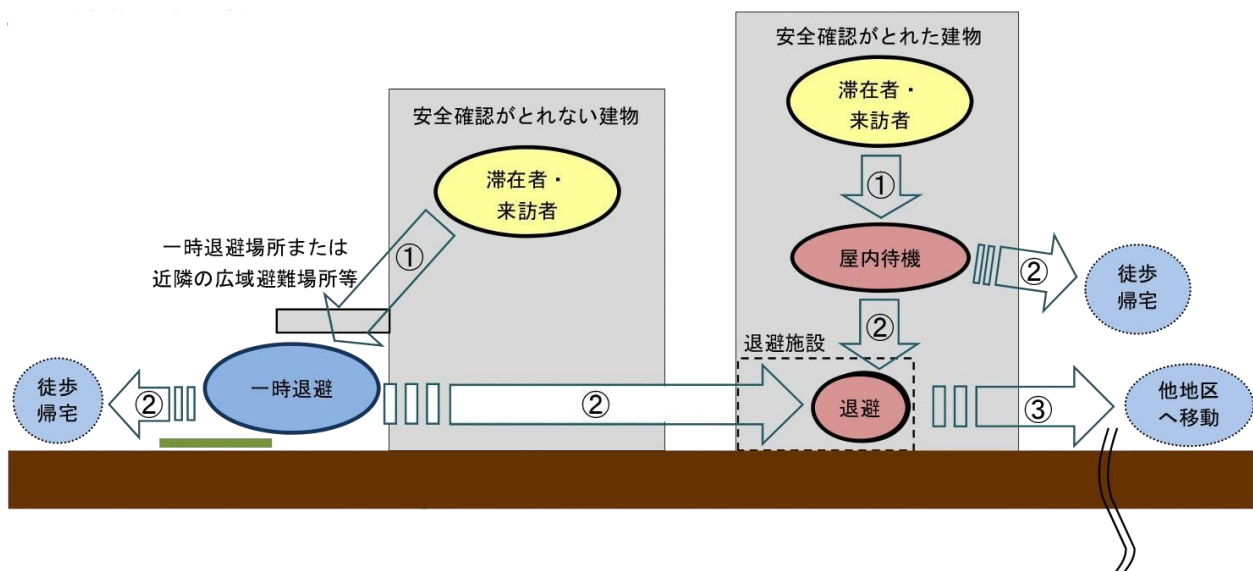 安全確認がとれた建物
滞在者・
来訪者
①
屋内待機
②
徒歩
帰宅
②
退避施設
退避
③
他地区
へ移動
安全確認がとれない建物
滞在者・
来訪者
①
一時退避場所または
近隣の広域避難場所等
一時退避
②
徒歩
帰宅
②